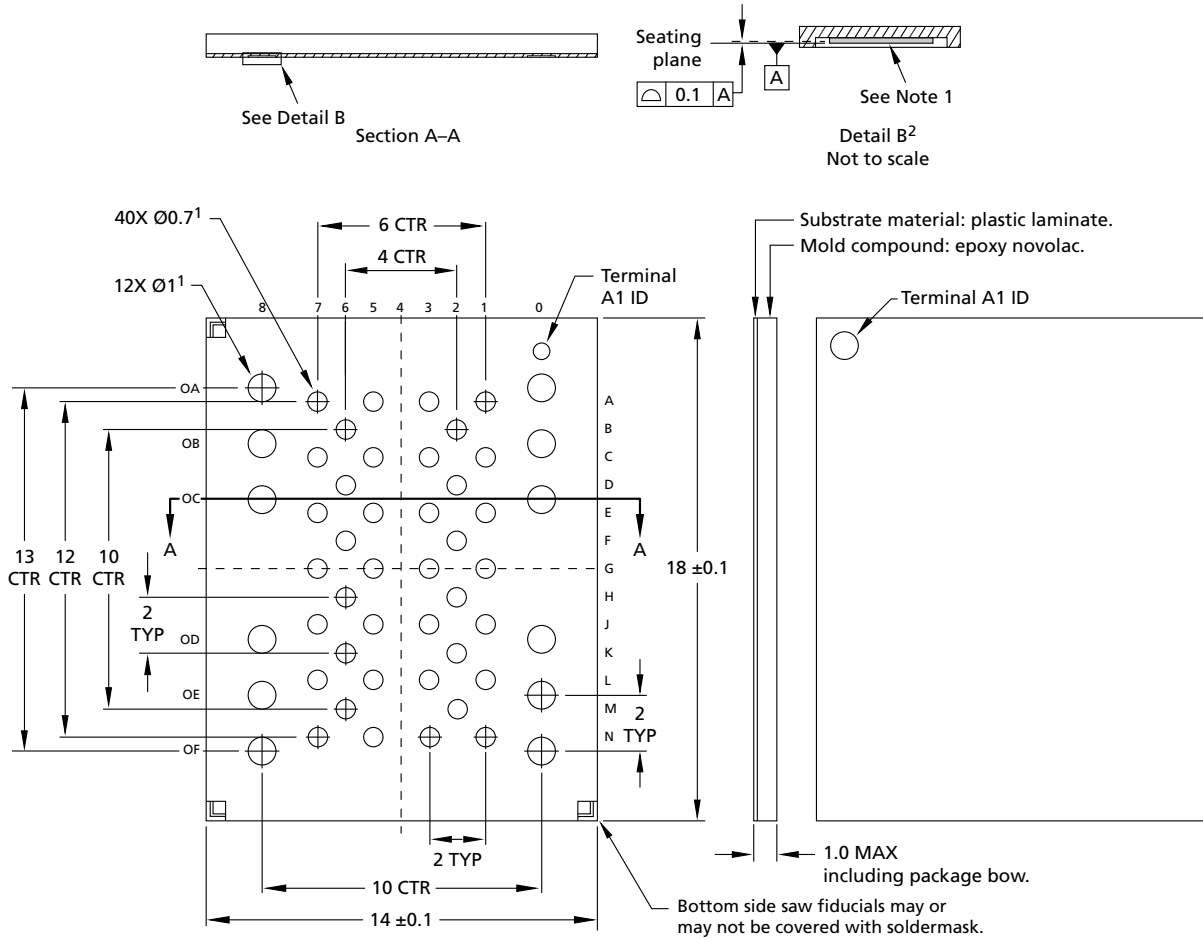 Seating
plane
0.1 A
A
See Note 1
See Detail B
Section A–A
Detail B2
Not to scale
40X Ø0.71
6 CTR
4 CTR
12X Ø11
Terminal
A1 ID
Substrate material: plastic laminate.
Mold compound: epoxy novolac.
Terminal A1 ID
8 7 6 5 4 3 2 1 0
OA
A
B
OB
C
D
OC
E
A
F
A
13
CTR
12
CTR
10
CTR
G
18 ±0.1
H
2
TYP
J
OD
K
L
OE
M
2
TYP
N
OF
2 TYP
1.0 MAX
including package bow.
10 CTR
14 ±0.1
Bottom side saw fiducials may or
may not be covered with soldermask.